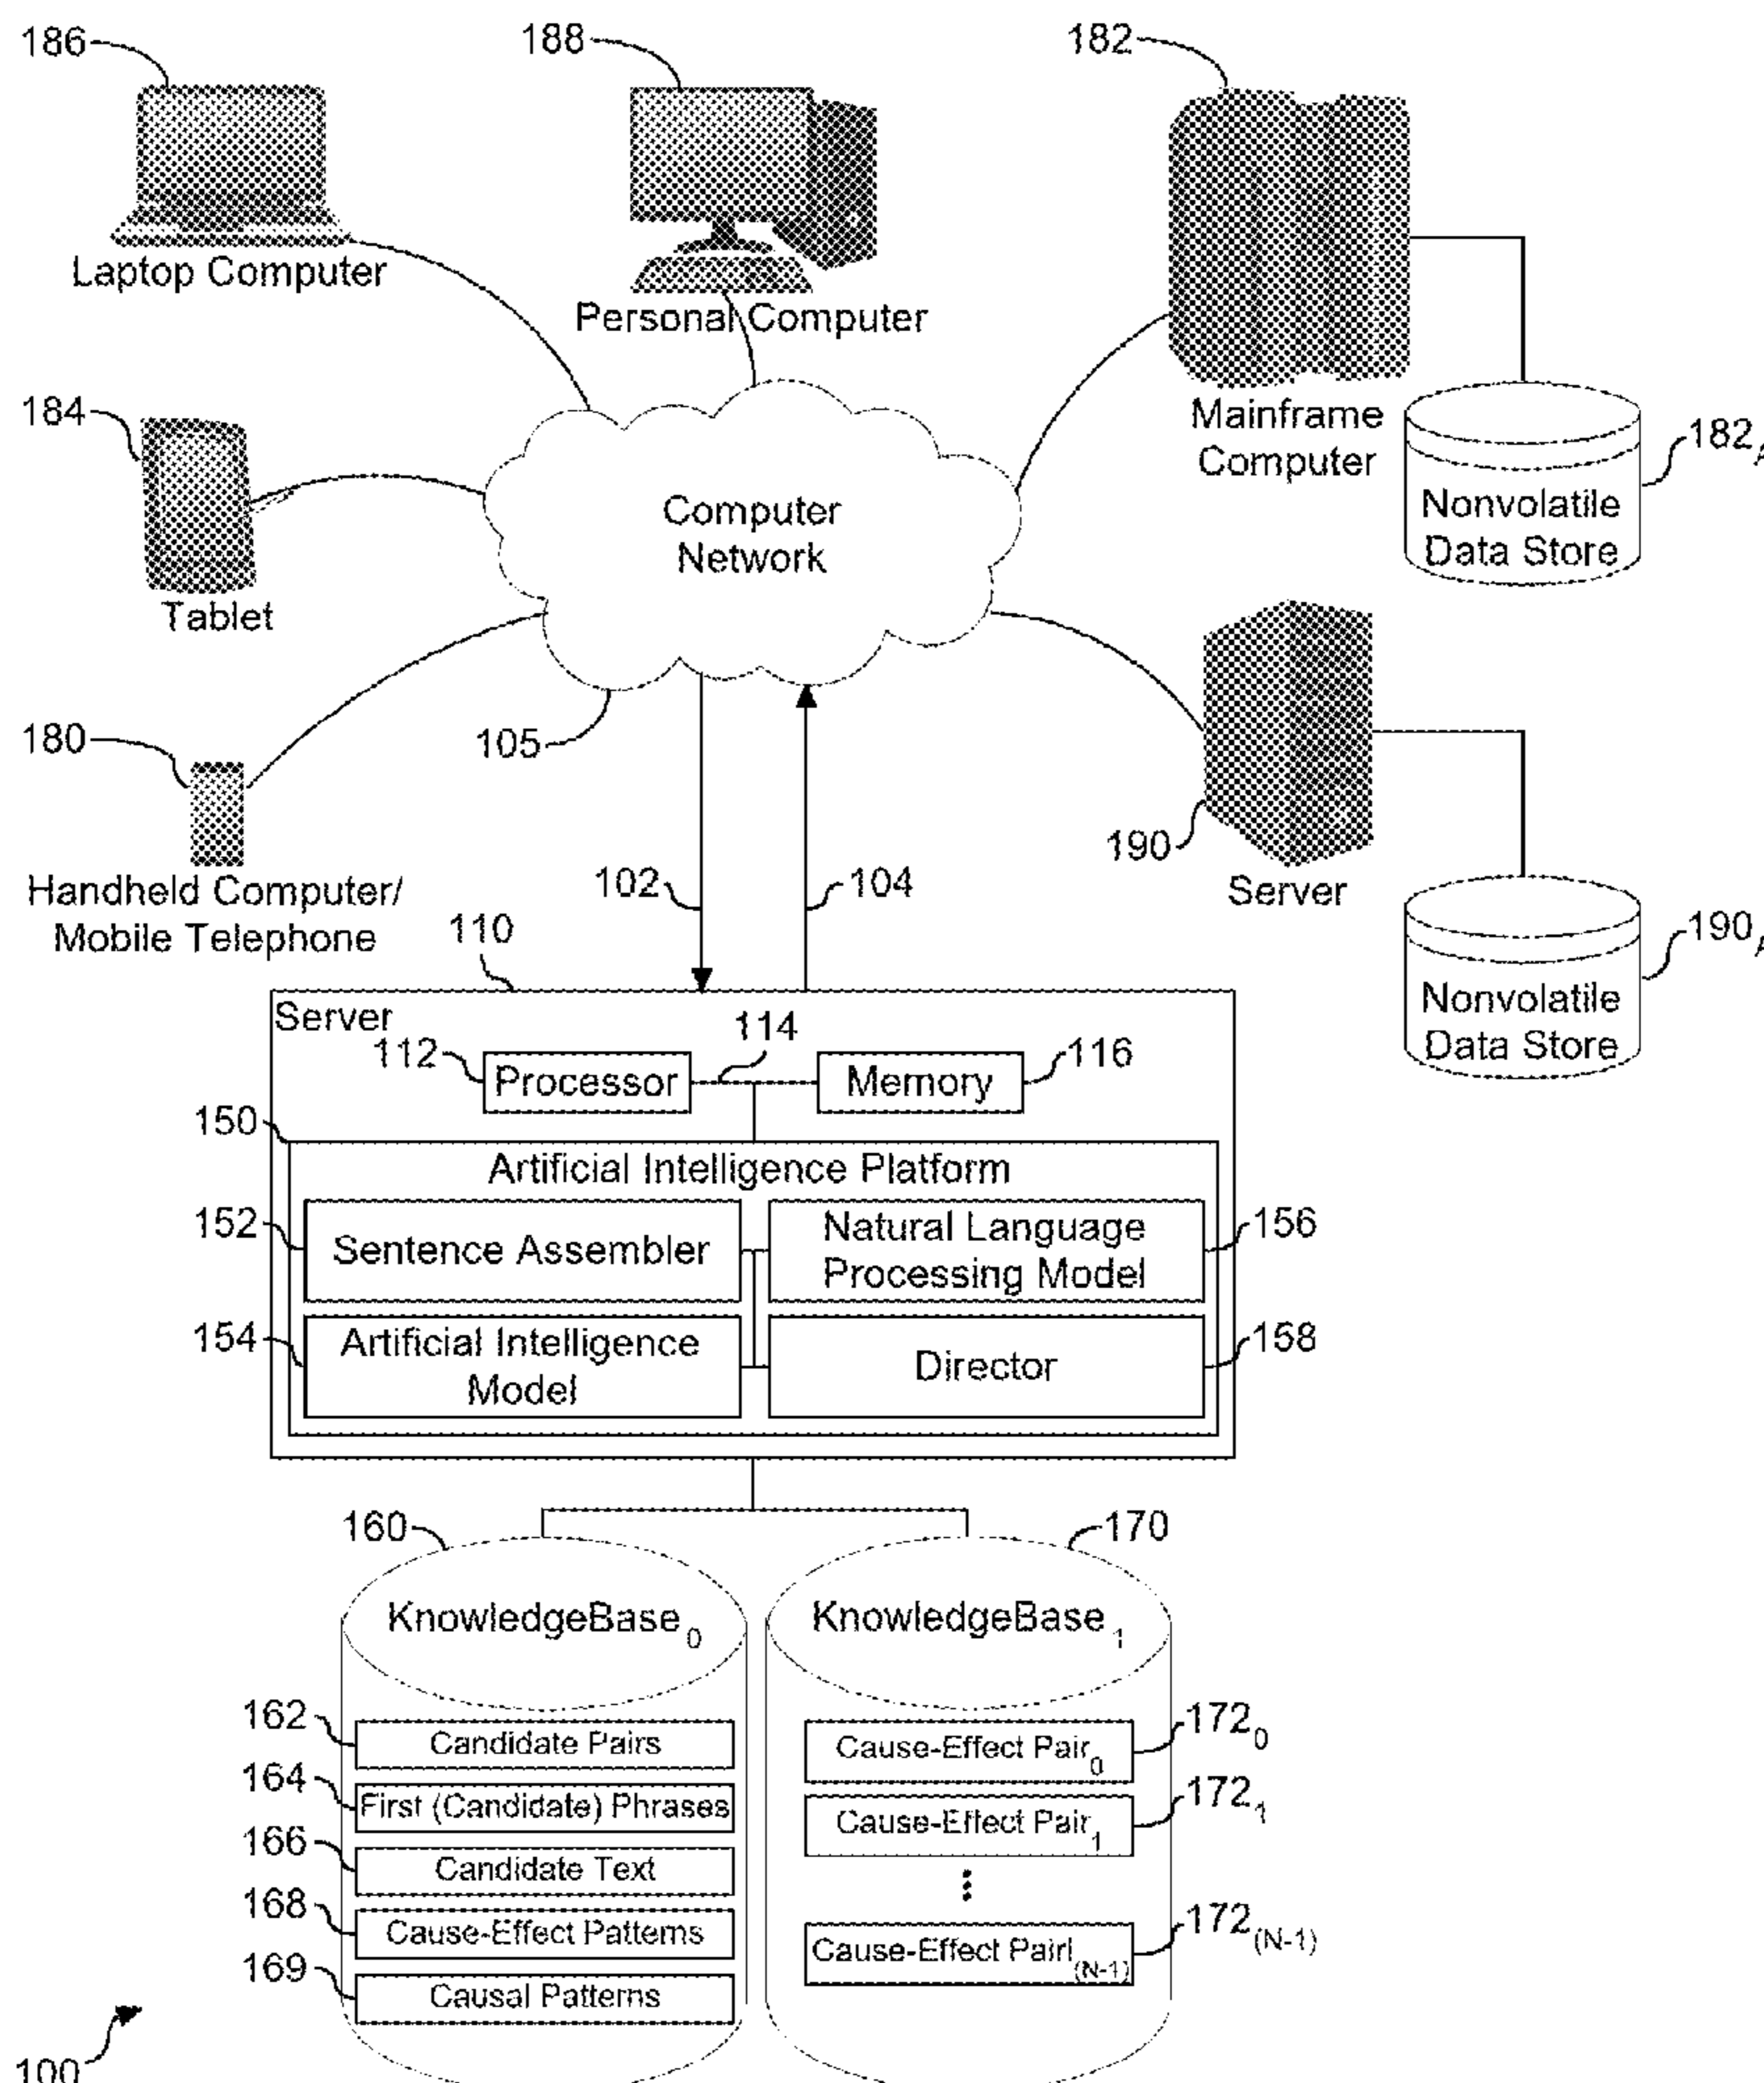 186
188
182
Laptop Computer
Personal Computer
184
Mainframe
Computer
182
Computer
Network
Nonvolatile
Data Store
Tablet
180
105
190
Handheld Computer/
Mobile Telephone
102
104
Server
110
190
Nonvolatile
Data Store
Server
114
112
Processor
Memory
116
150
Artificial Intelligence Platform
152
Sentence Assembler
Natural Language
Processing Model
156
154
Artificial Intelligence
Model
Director
158
160
170
KnowledgeBase₀
KnowledgeBase₁
162
Candidate Pairs
164
First (Candidate) Phrases
166
Candidate Text
168
Cause-Effect Patterns
169
Causal Patterns
Cause-Effect Pair₀
172₀
Cause-Effect Pair₁
172₁
⋮
Cause-Effect Pairl(N-1)
172(N-1)
100